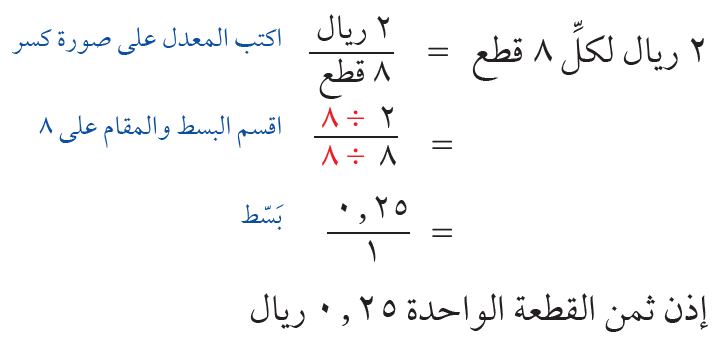 ٢ ريال لكلِّ ٨ قطع = ٢ ريال / ٨ قطع اكتب المعدل على صورة كسر
= ٢ ÷ ٨ / ٨ ÷ ٨ اقسم البسط والمقام على ٨
= ٠,٢٥ / ١ بَسّط
إذن ثمن القطعة الواحدة ٠,٢٥ ريال